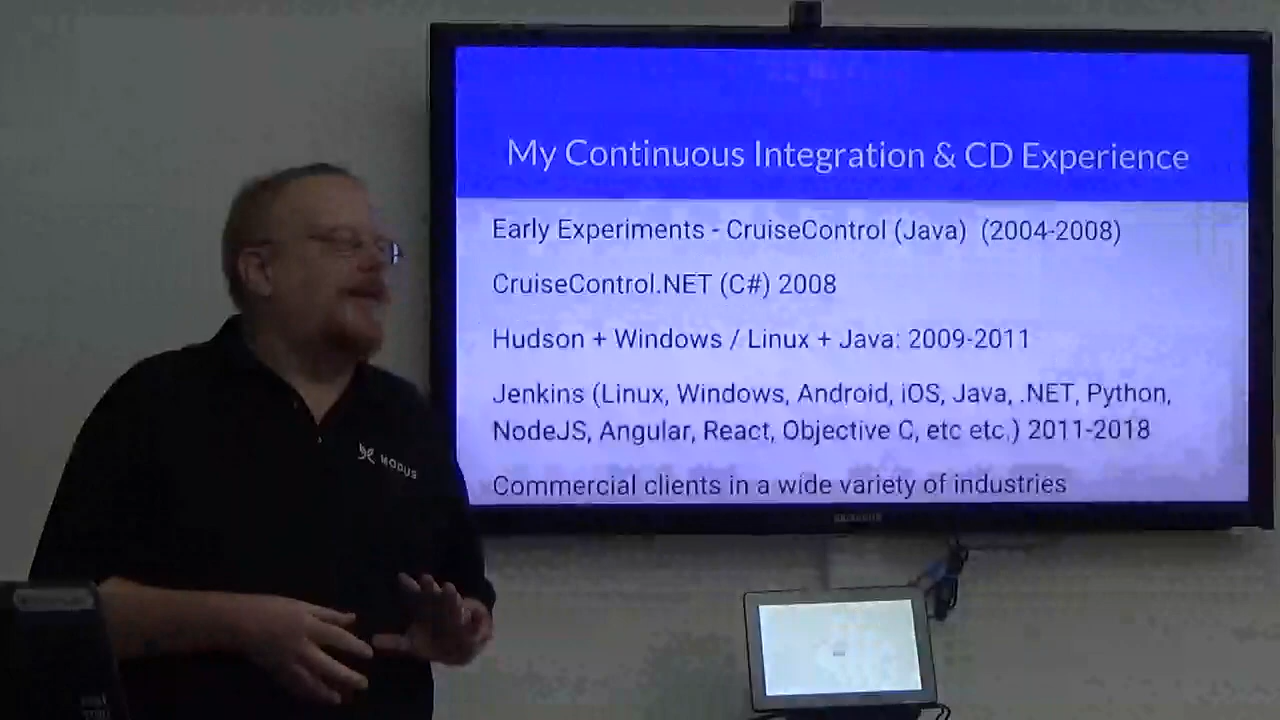 My Continuous Integration & CD Experience
Early Experiments - CruiseControl (Java) (2004-2008)
CruiseControl.NET (C#) 2008
Hudson + Windows / Linux + Java: 2009-2011
Jenkins (Linux, Windows, Android, iOS, Java, .NET, Python,
NodeJS, Angular, React, Objective C, etc etc.) 2011-2018
Commercial clients in a wide variety of industries
MODUS
SAMSUNG